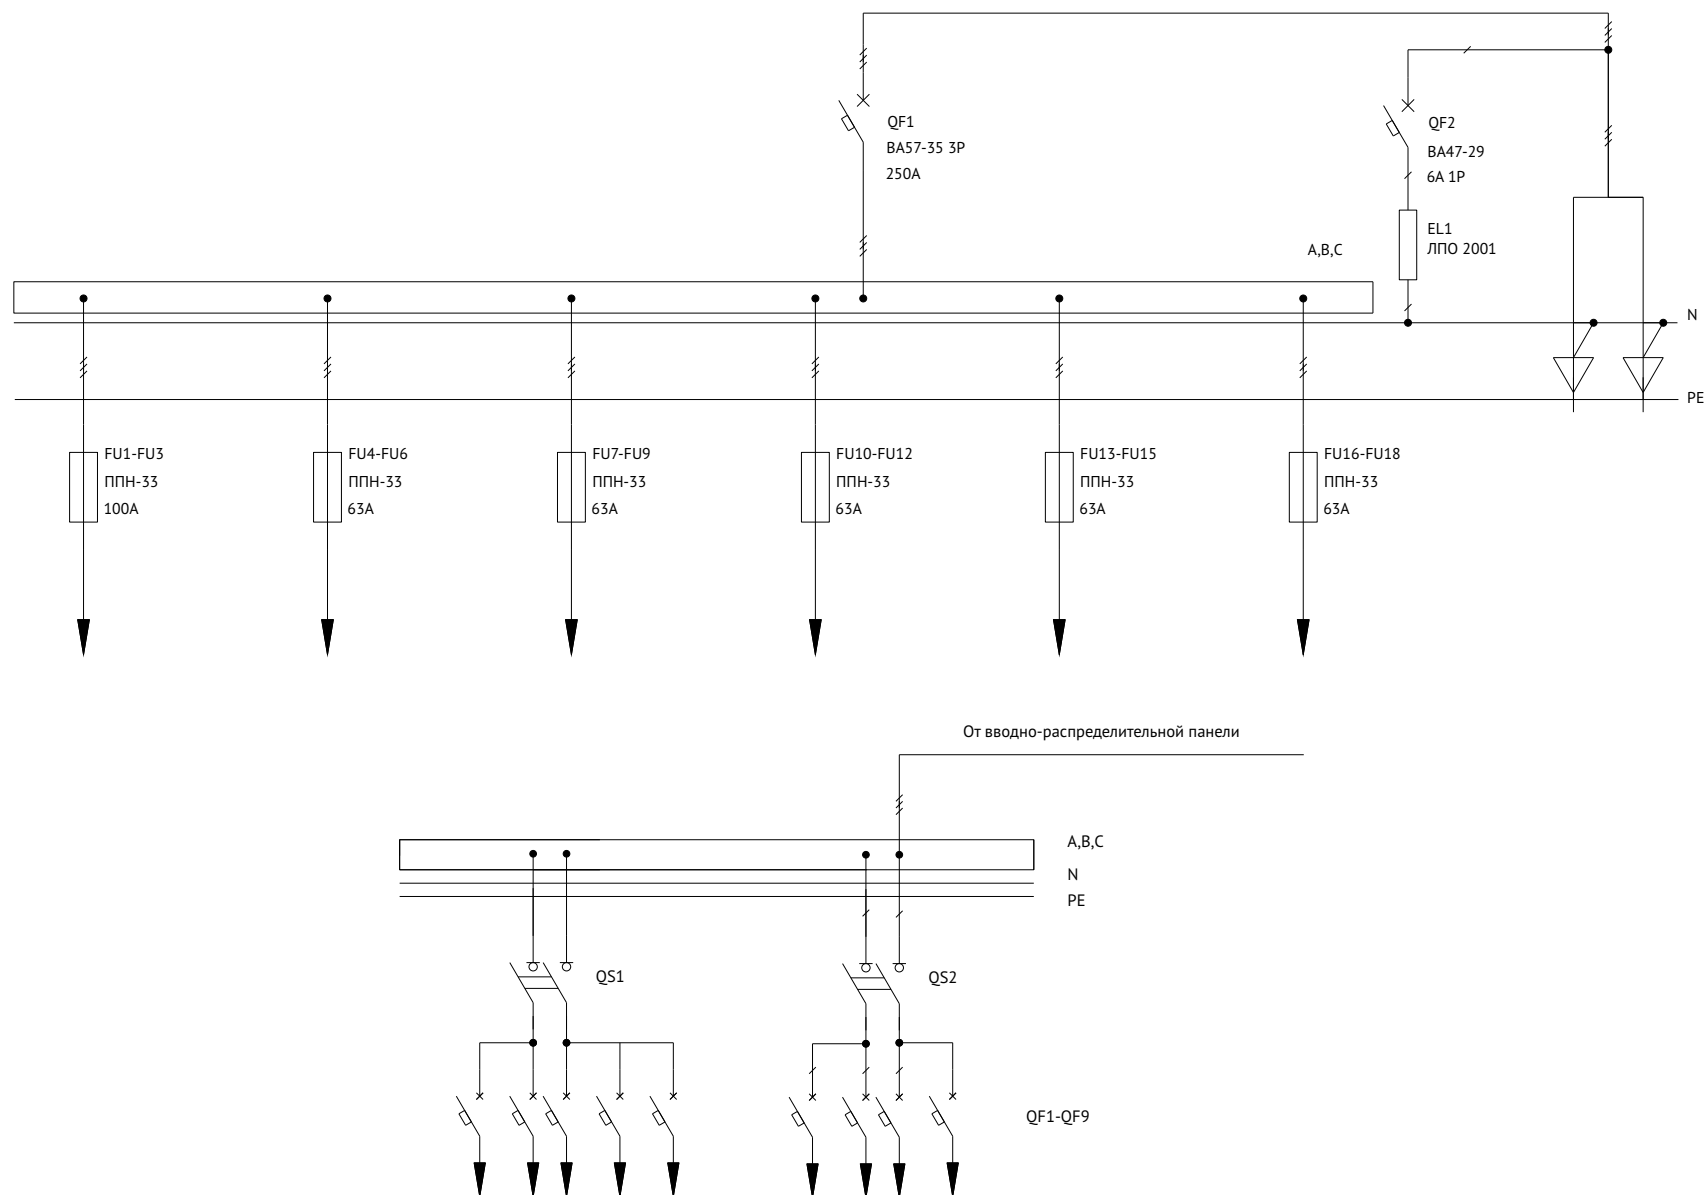 QF1
ВА57-35 3Р
250А
QF2
ВА47-29
6А 1Р
EL1
ЛПО 2001
А,В,С
N
PE
FU1-FU3
ППН-33
100А
FU4-FU6
ППН-33
63А
FU7-FU9
ППН-33
63А
FU10-FU12
ППН-33
63А
FU13-FU15
ППН-33
63А
FU16-FU18
ППН-33
63А
От вводно-распределительной панели
А,В,С
N
PE
QS1
QS2
QF1-QF9